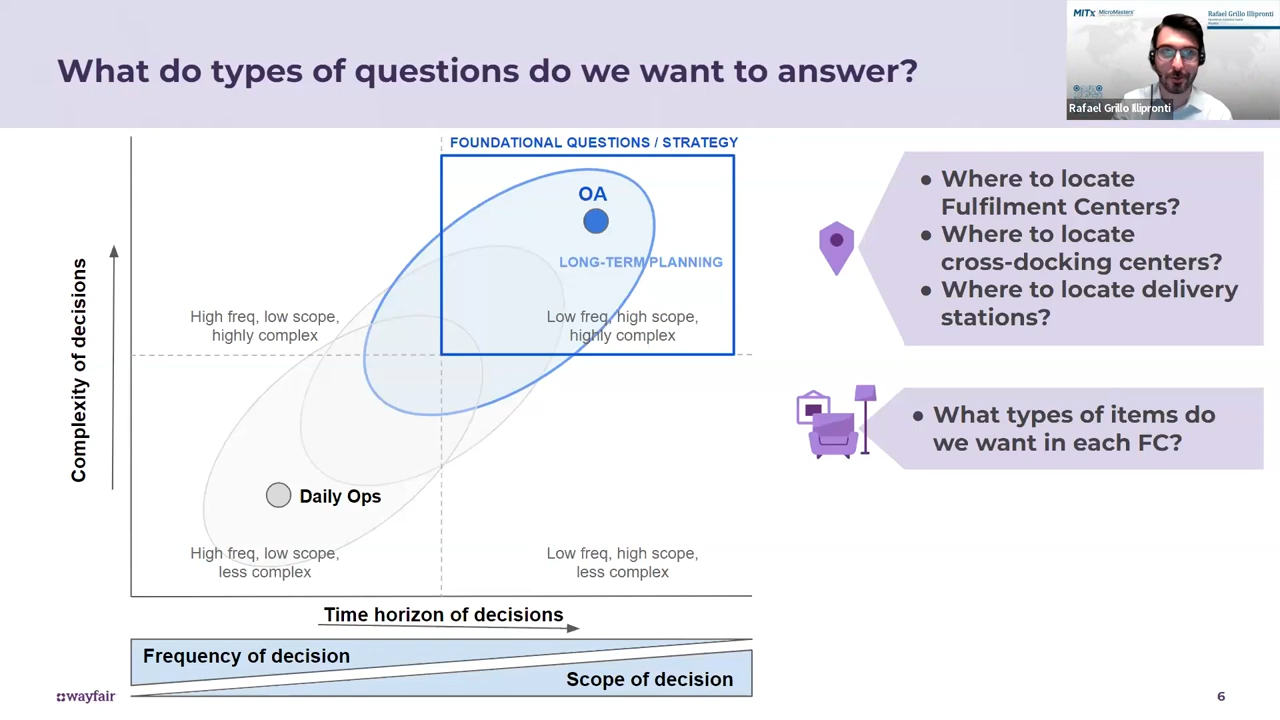 What do types of questions do we want to answer?
MITx MicroMasters
Rafael Grillo Illipronti
Rafael Grillo Illipronti
FOUNDATIONAL QUESTIONS / STRATEGY
OA
LONG-TERM PLANNING
High freq, low scope,
highly complex
Low freq, high scope,
highly complex
Complexity of decisions
Daily Ops
High freq, low scope,
less complex
Low freq, high scope,
less complex
Time horizon of decisions
Frequency of decision
Scope of decision
● Where to locate
Fulfilment Centers?
● Where to locate
cross-docking centers?
● Where to locate delivery
stations?
● What types of items do
we want in each FC?
wayfair
6